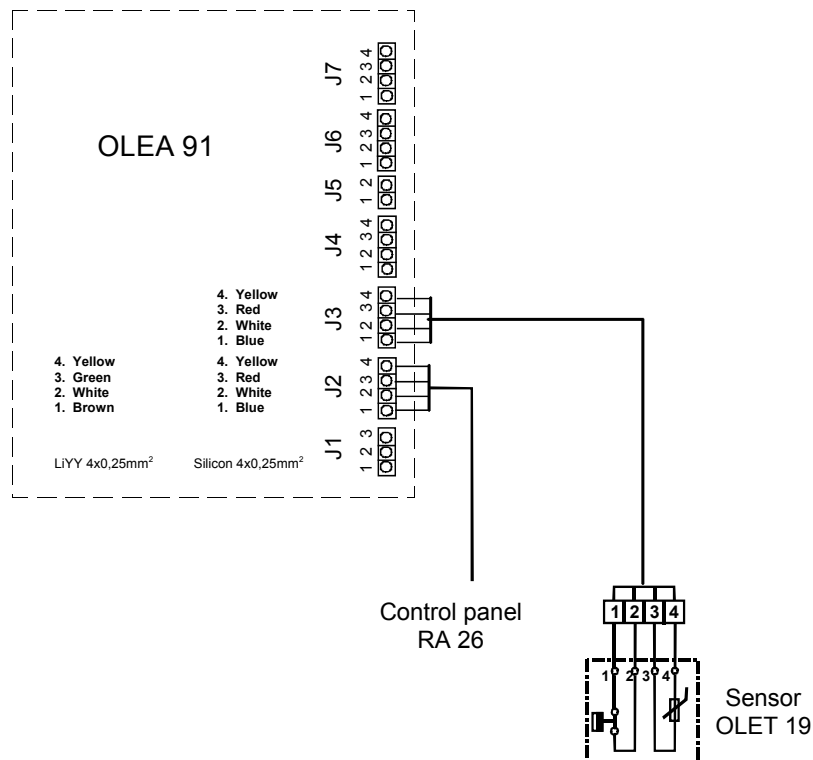 OLEA 91
J7
4
3
2
1
J6
4
3
2
1
J5
2
1
J4
4
3
2
1
J3
4
3
2
1
4. Yellow
3. Red
2. White
1. Blue
J2
4
3
2
1
4. Yellow
3. Green
2. White
1. Brown
4. Yellow
3. Red
2. White
1. Blue
J1
3
2
1
LiYY 4x0,25mm²
Silicon 4x0,25mm²
Control panel
RA 26
1 2 3 4
1 2 3 4
Sensor
OLET 19